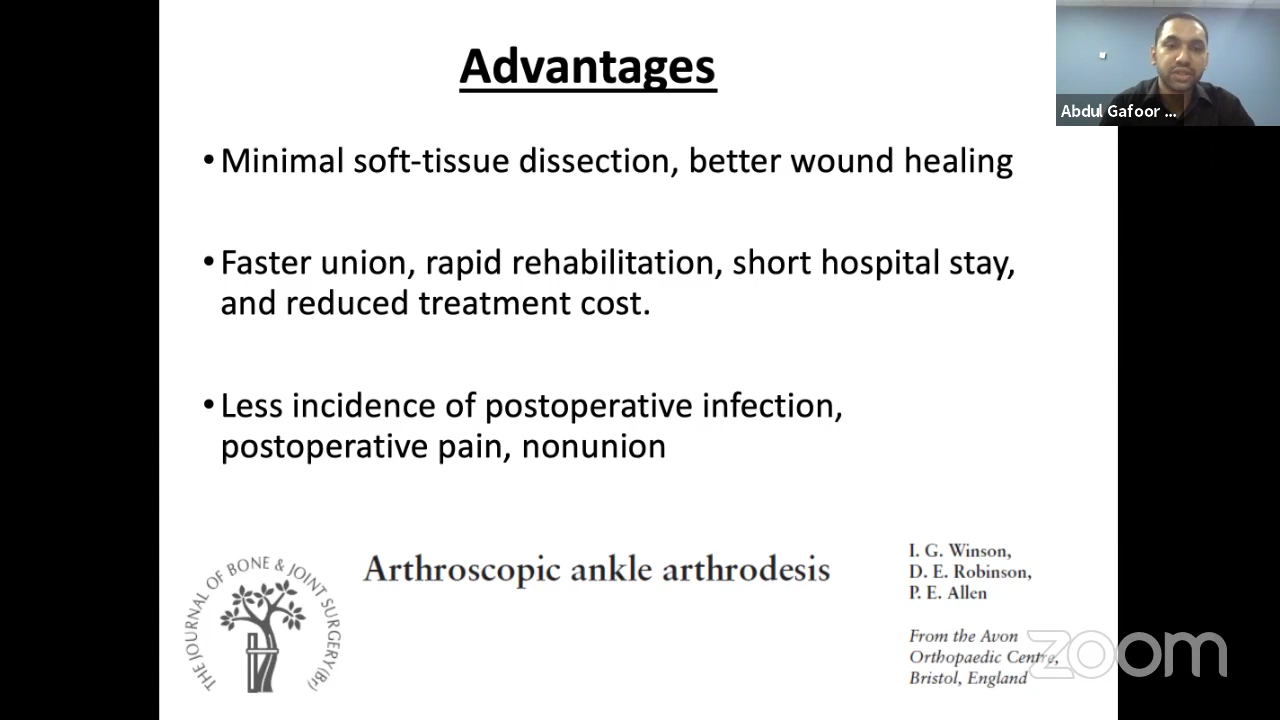 Advantages
Abdul Gafoor ...
• Minimal soft-tissue dissection, better wound healing
• Faster union, rapid rehabilitation, short hospital stay,
and reduced treatment cost.
• Less incidence of postoperative infection,
postoperative pain, nonunion
THE JOURNAL OF BONE & JOINT SURGERY (Br)
Arthroscopic ankle arthrodesis
I. G. Winson,
D. E. Robinson,
P. E. Allen
From the Avon
Orthopaedic Centre,
Bristol, England
zoom